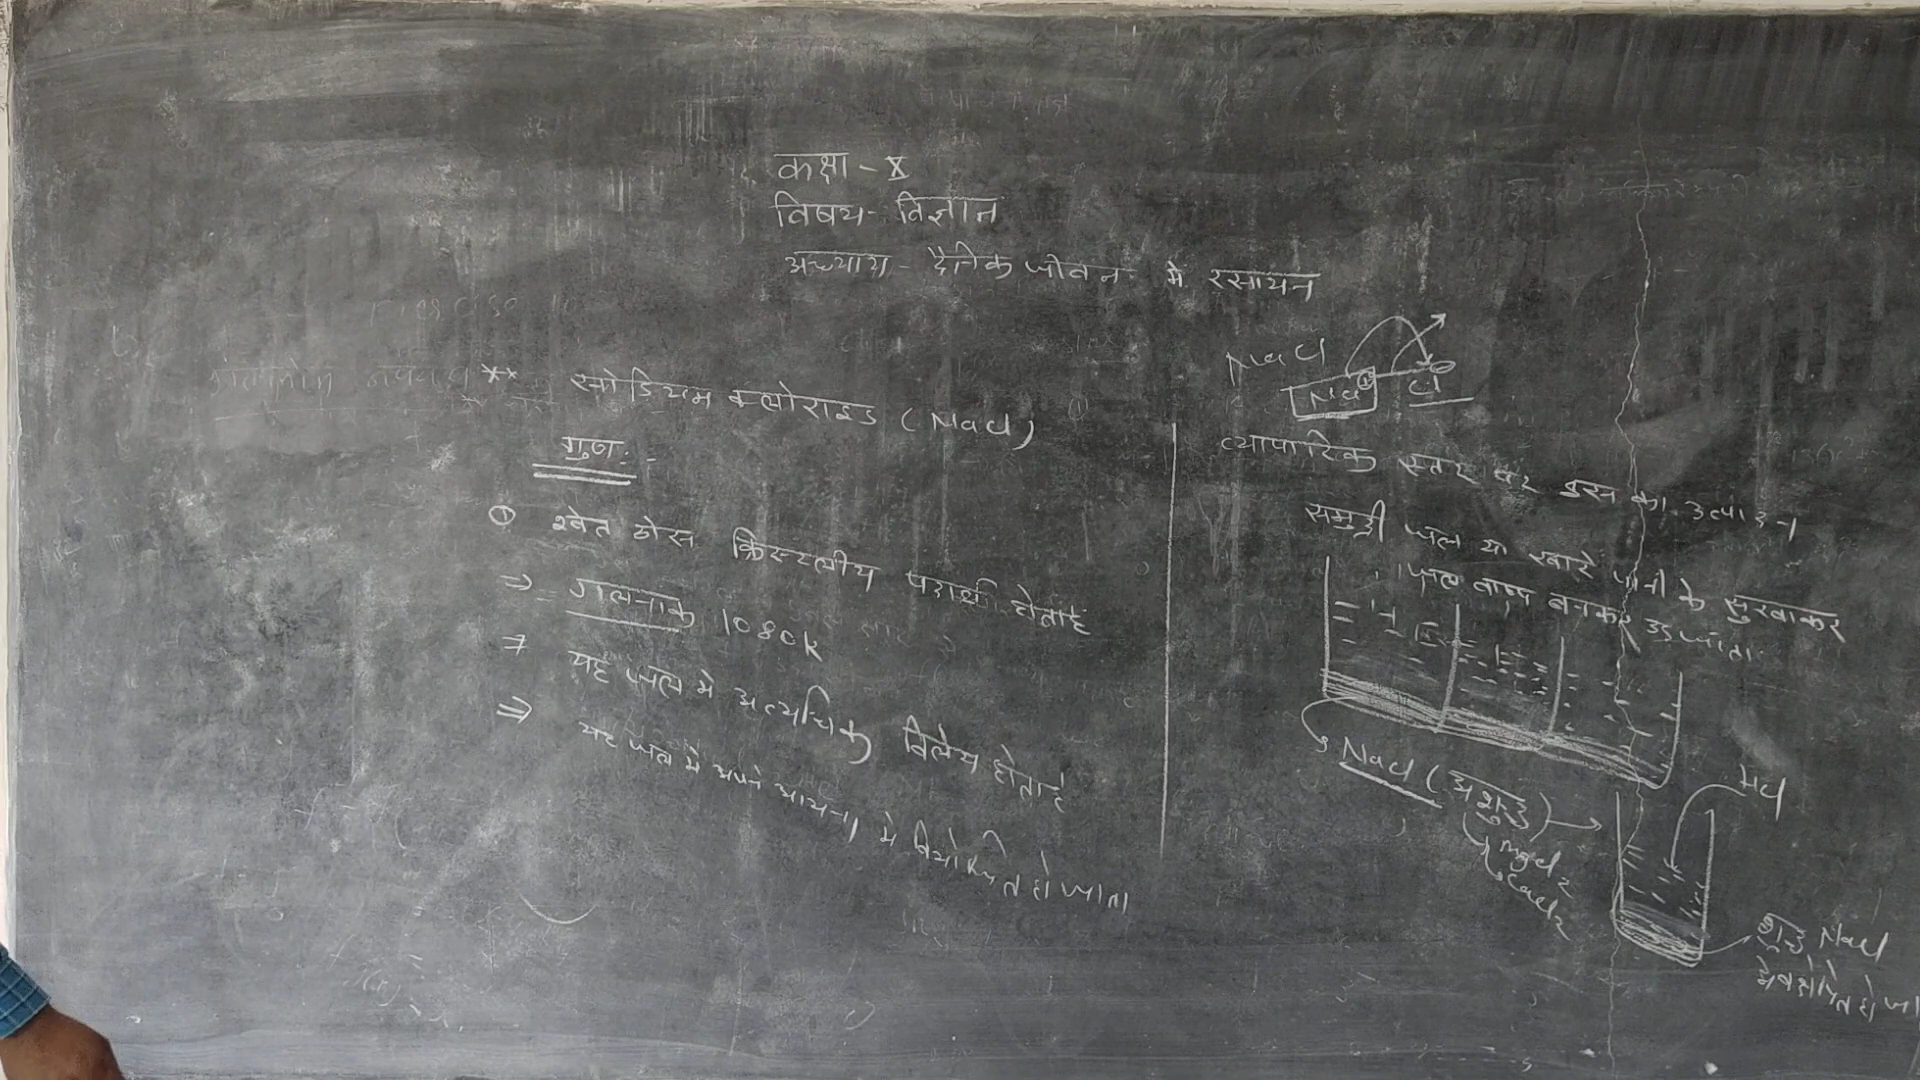 कक्षा - X
विषय - विज्ञान
अध्याय - दैनिक जीवन में रसायन
** सोडियम क्लोराइड (NaCl)
गुण:-
① श्वेत ठोस क्रिस्टलीय पदार्थ होता है
⇒ गलनांक 1080K
⇒ यह जल में अत्यधिक विलेय होता है
⇒ यह जल में अपने आयनों में वियोजित हो जाता
NaCl
Na⊕ Cl⊖
व्यापारिक स्तर पर इस का उत्पादन
समुद्री जल या खारे पानी के सुखाकर
जल वाष्प बनकर उड़ जाता
NaCl (अशुद्ध) →
MgCl2
CaCl2
HCl
शुद्ध NaCl